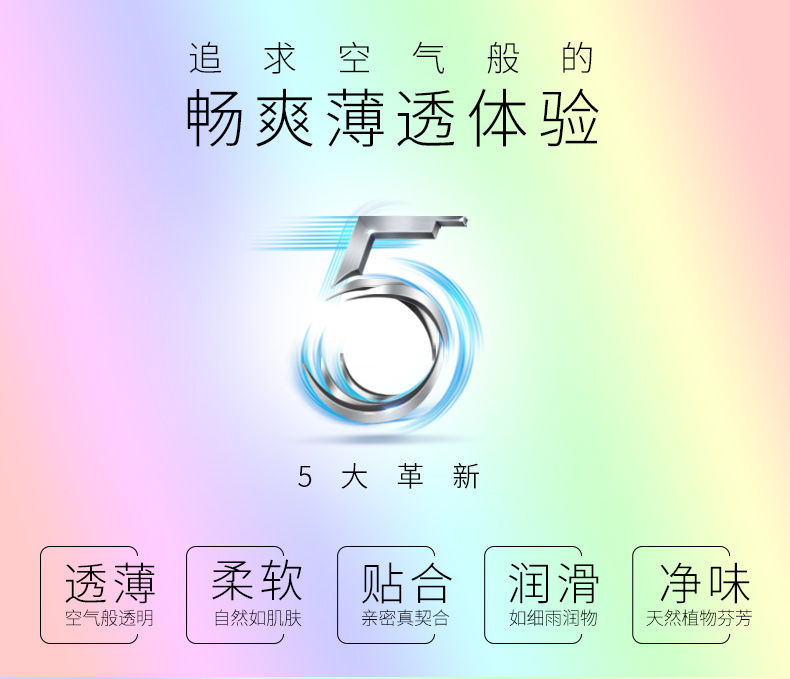 追求空气般的
畅爽薄透体验
5
5大革新
透薄
空气般透明
柔软
自然如肌肤
贴合
亲密真契合
润滑
如细雨润物
净味
天然植物芬芳